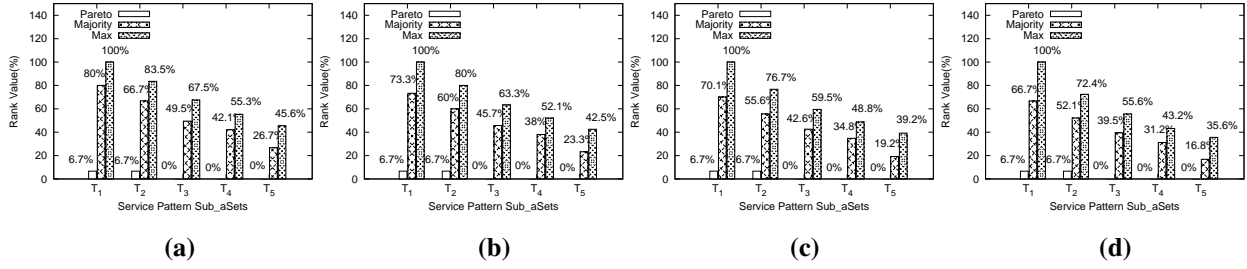 Pareto
Majority
Max
Rank Value(%)
140
120
100
80
60
40
20
0
6.7% 80% 100%
6.7% 66.7% 83.5%
0% 49.5% 67.5%
0% 42.1% 55.3%
0% 26.7% 45.6%
T1 T2 T3 T4 T5
Service Pattern Sub_aSets
(a)
Pareto
Majority
Max
Rank Value(%)
140
120
100
80
60
40
20
0
6.7% 73.3% 100%
6.7% 60% 80%
0% 45.7% 63.3%
0% 38% 52.1%
0% 23.3% 42.5%
T1 T2 T3 T4 T5
Service Pattern Sub_aSets
(b)
Pareto
Majority
Max
Rank Value(%)
140
120
100
80
60
40
20
0
6.7% 70.1% 100%
6.7% 55.6% 76.7%
0% 42.6% 59.5%
0% 34.8% 48.8%
0% 19.2% 39.2%
T1 T2 T3 T4 T5
Service Pattern Sub_aSets
(c)
Pareto
Majority
Max
Rank Value(%)
140
120
100
80
60
40
20
0
6.7% 66.7% 100%
6.7% 52.1% 72.4%
0% 39.5% 55.6%
0% 31.2% 43.2%
0% 16.8% 35.6%
T1 T2 T3 T4 T5
Service Pattern Sub_aSets
(d)